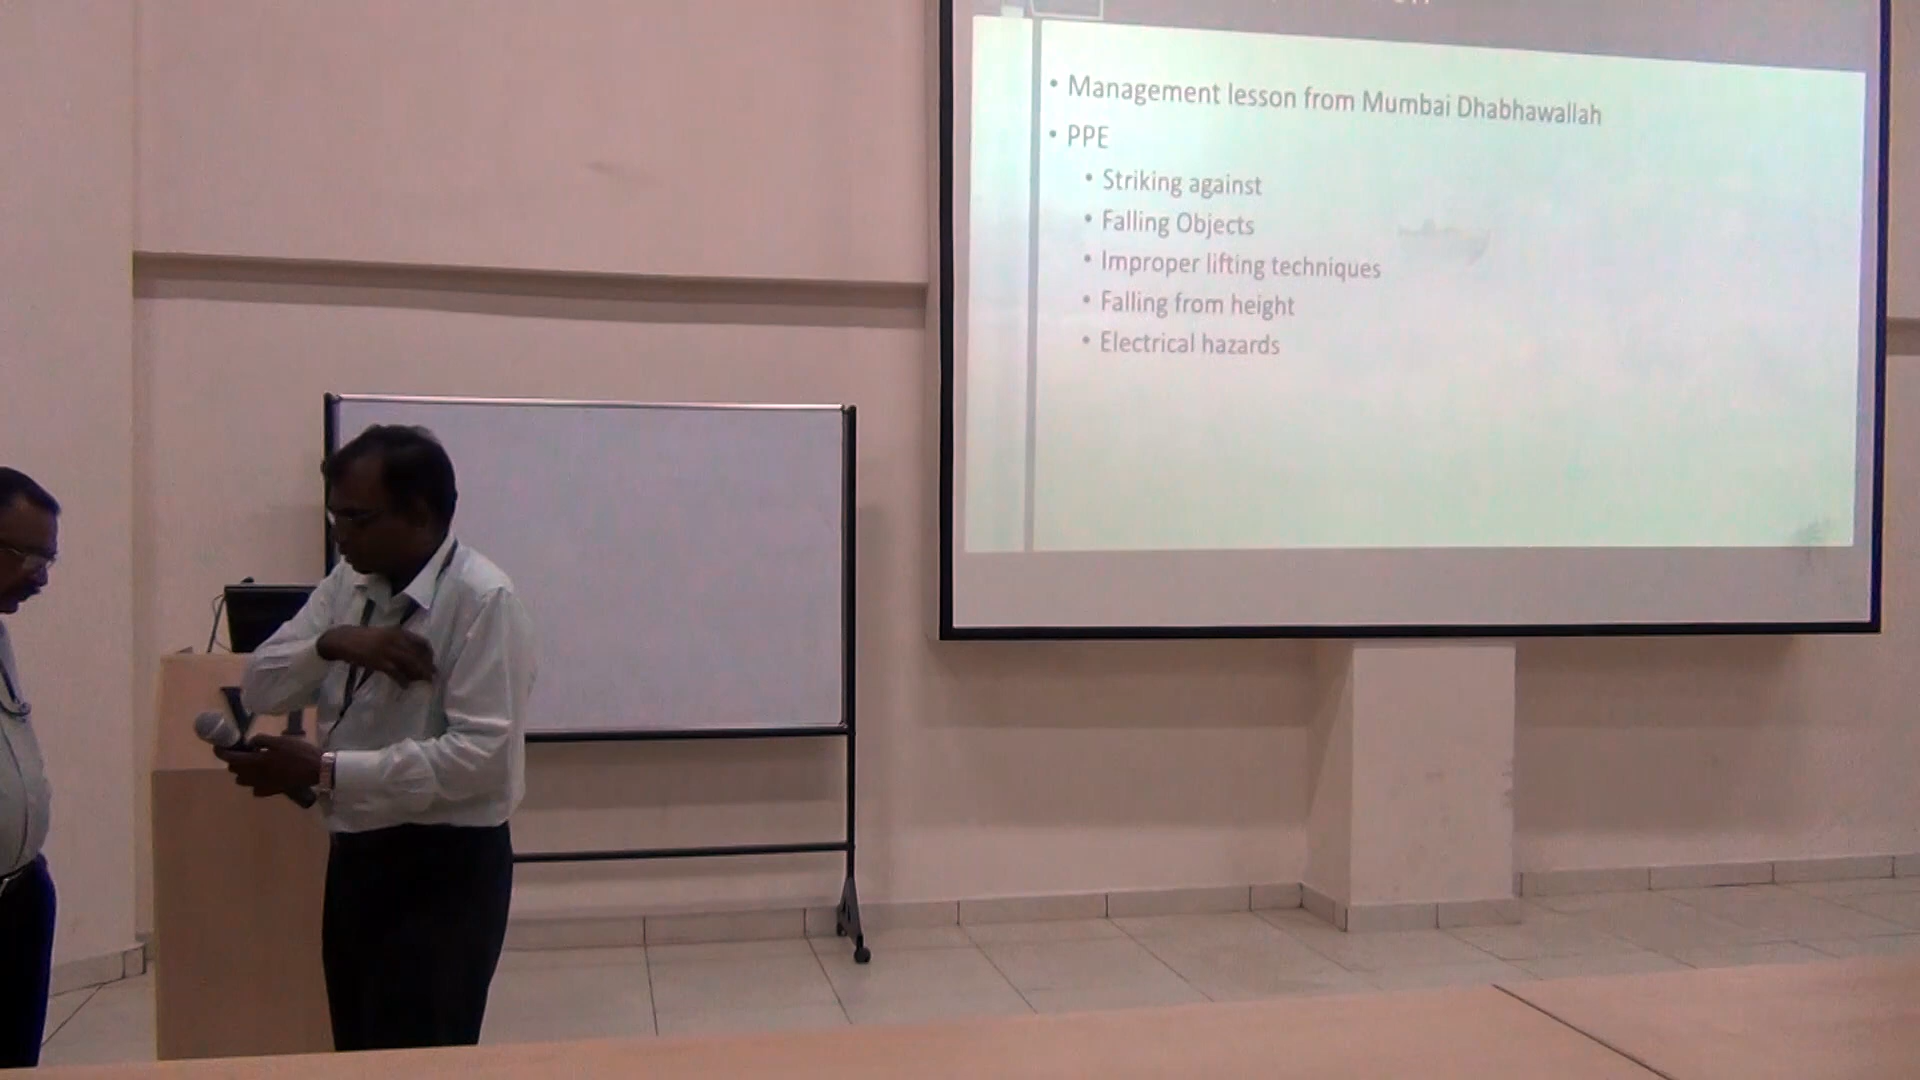 • Management lesson from Mumbai Dhabhawallah
• PPE
• Striking against
• Falling Objects
• Improper lifting techniques
• Falling from height
• Electrical hazards